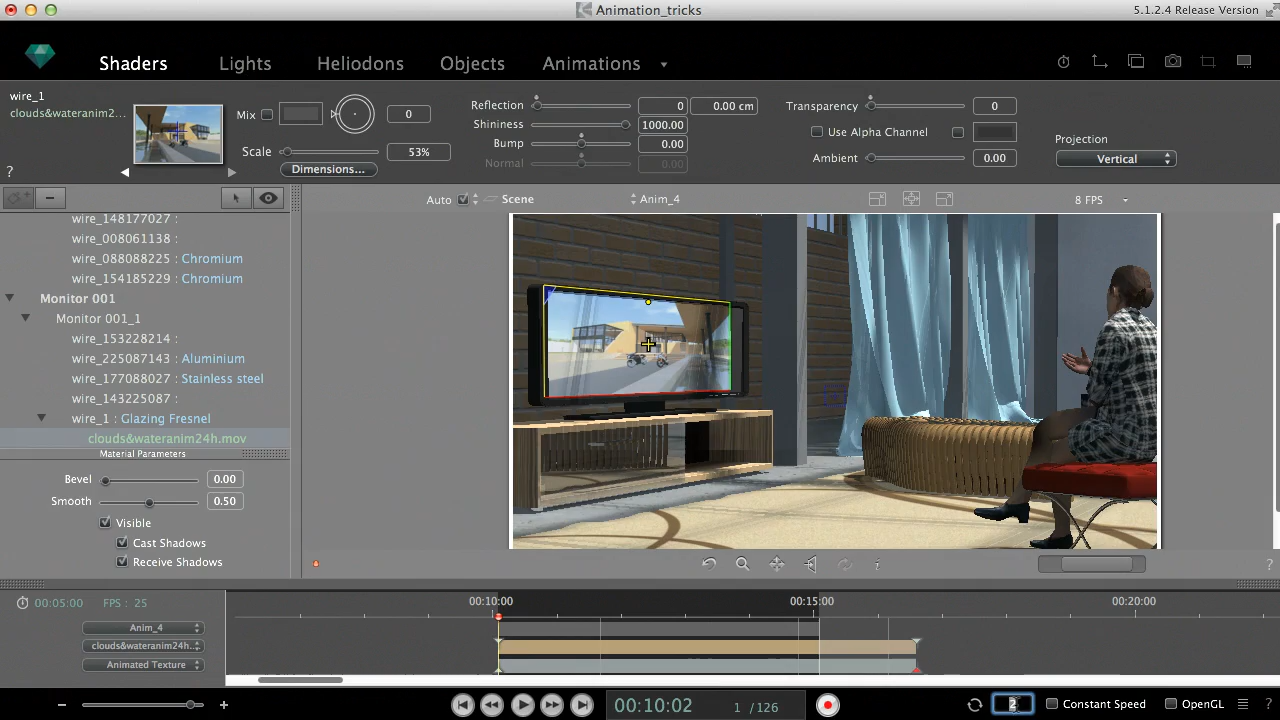 Animation_tricks
5.1.2.4 Release Version
Shaders
Lights
Heliodons
Objects
Animations
wire_1
clouds&wateranim2...
?
Mix
0
Scale
53%
Dimensions...
Reflection
0
0.00 cm
Shininess
1000.00
Bump
0.00
Normal
0.00
Transparency
0
Use Alpha Channel
Ambient
0.00
Projection
Vertical
Auto
Scene
Anim_4
8 FPS
wire_148177027 :
wire_008061138 :
wire_088088225 : Chromium
wire_154185229 : Chromium
Monitor 001
Monitor 001_1
wire_153228214 :
wire_225087143 : Aluminium
wire_177088027 : Stainless steel
wire_143225087 :
wire_1 : Glazing Fresnel
clouds&wateranim24h.mov
Material Parameters
Bevel
0.00
Smooth
0.50
Visible
Cast Shadows
Receive Shadows
i
?
00:05:00
FPS : 25
00:10:00
00:15:00
00:20:00
Anim_4
clouds&wateranim24h...
Animated Texture
00:10:02
1 / 126
2
Constant Speed
OpenGL
?